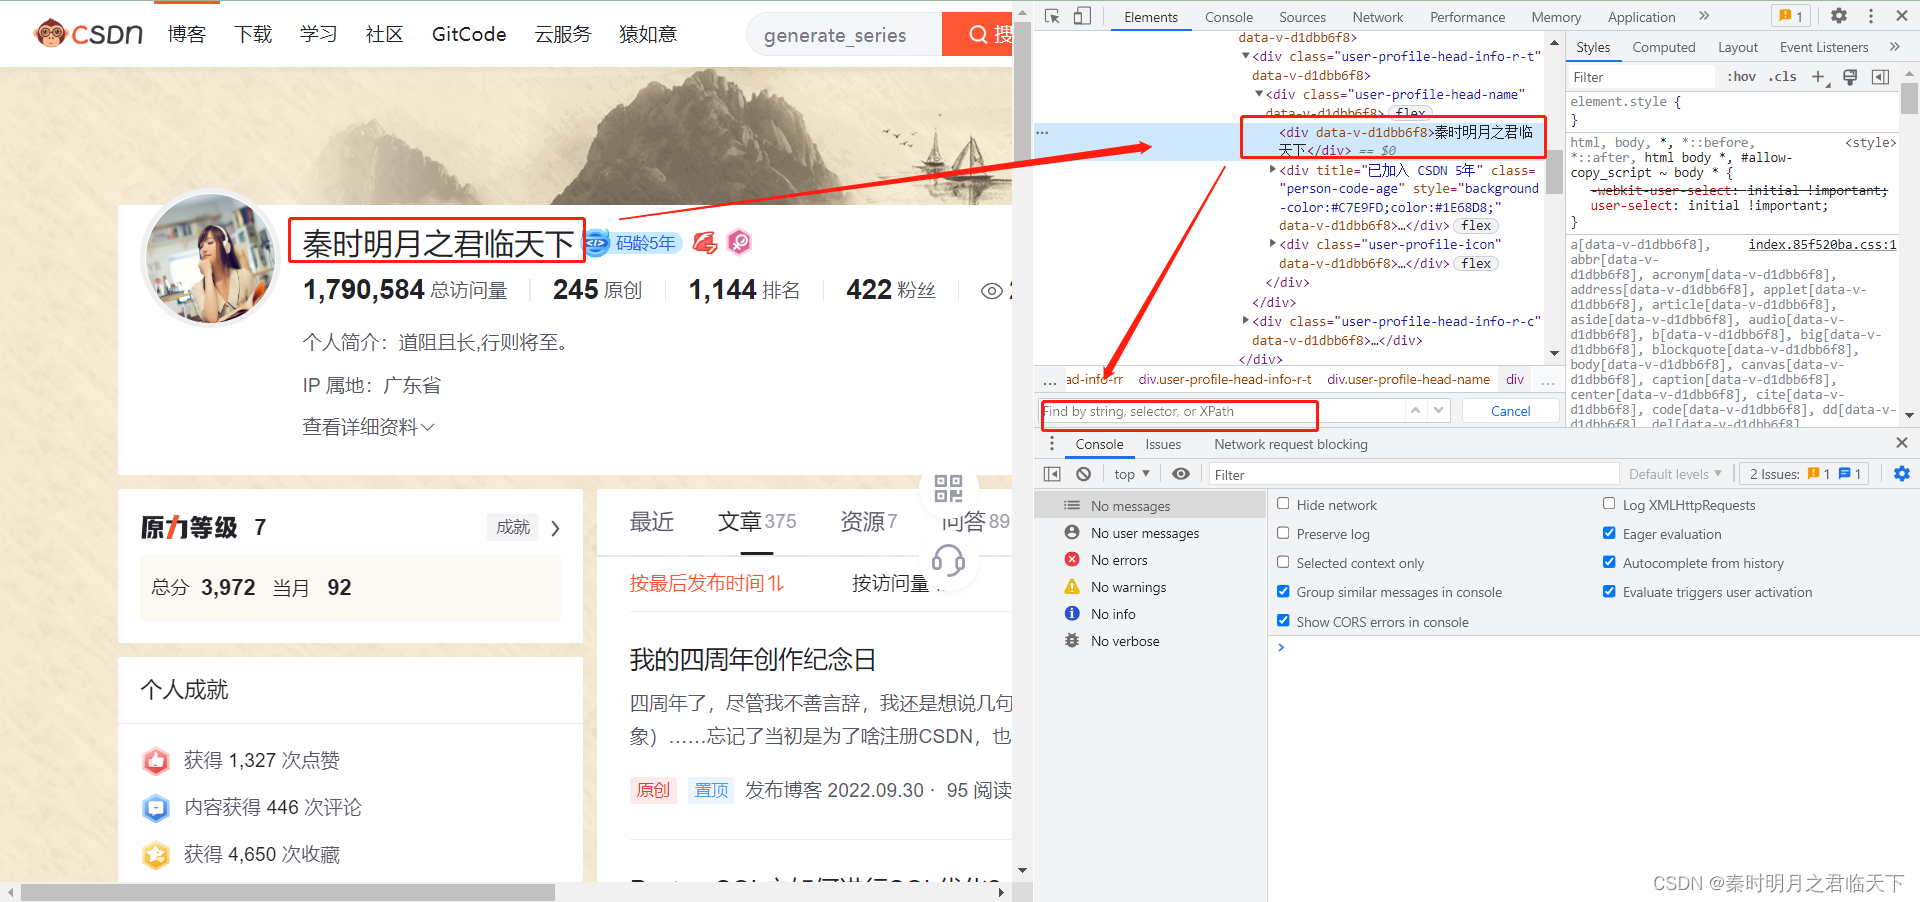 CSDN 博客 下载 学习 社区 GitCode 云服务 猿如意 generate_series 搜
秦时明月之君临天下 码龄5年
1,790,584 总访问量 245 原创 1,144 排名 422 粉丝
个人简介：道阻且长,行则将至。
IP 属地：广东省
查看详细资料
原力等级 7 成就
总分 3,972 当月 92
个人成就
获得 1,327 次点赞
内容获得 446 次评论
获得 4,650 次收藏
最近 文章 375 资源 7 问答 89
按最后发布时间 按访问量
我的四周年创作纪念日
四周年了，尽管我不善言辞，我还是想说几句
象）……忘记了当初是为了啥注册CSDN，也
原创 置顶 发布博客 2022.09.30 · 95 阅读
Elements Console Sources Network Performance Memory Application » 1
data-v-d1dbb6f8>
<div class="user-profile-head-info-r-t"
data-v-d1dbb6f8>
<div class="user-profile-head-name"
data-v-d1dbb6f8> flex
<div data-v-d1dbb6f8>秦时明月之君临
天下</div> == $0
<div title="已加入 CSDN 5年" class=
"person-code-age" style="background
-color:#C7E9FD;color:#1E68D8;"
data-v-d1dbb6f8>…</div> flex
<div class="user-profile-icon"
data-v-d1dbb6f8>…</div> flex
</div>
</div>
<div class="user-profile-head-info-r-c"
data-v-d1dbb6f8>…</div>
</div>
... ad-info-rr div.user-profile-head-info-r-t div.user-profile-head-name div ...
Find by string, selector, or XPath Cancel
Styles Computed Layout Event Listeners »
Filter :hov .cls +
element.style {
}
html, body, *, *::before, <style>
*::after, html body *, #allow-
copy_script ~ body * {
-webkit-user-select: initial !important;
user-select: initial !important;
}
a[data-v-d1dbb6f8], index.85f520ba.css:1
abbr[data-v-
d1dbb6f8], acronym[data-v-d1dbb6f8],
address[data-v-d1dbb6f8], applet[data-v-
d1dbb6f8], article[data-v-d1dbb6f8],
aside[data-v-d1dbb6f8], audio[data-v-
d1dbb6f8], b[data-v-d1dbb6f8], big[data-v-
d1dbb6f8], blockquote[data-v-d1dbb6f8],
body[data-v-d1dbb6f8], canvas[data-v-
d1dbb6f8], caption[data-v-d1dbb6f8],
center[data-v-d1dbb6f8], cite[data-v-
d1dbb6f8], code[data-v-d1dbb6f8], dd[data-v-
d1dbb6f8], del[data-v-d1dbb6f8],
Console Issues Network request blocking
top Filter Default levels 2 Issues: 1 1
No messages
No user messages
No errors
No warnings
No info
No verbose
Hide network Log XMLHttpRequests
Preserve log Eager evaluation
Selected context only Autocomplete from history
Group similar messages in console Evaluate triggers user activation
Show CORS errors in console
CSDN @秦时明月之君临天下